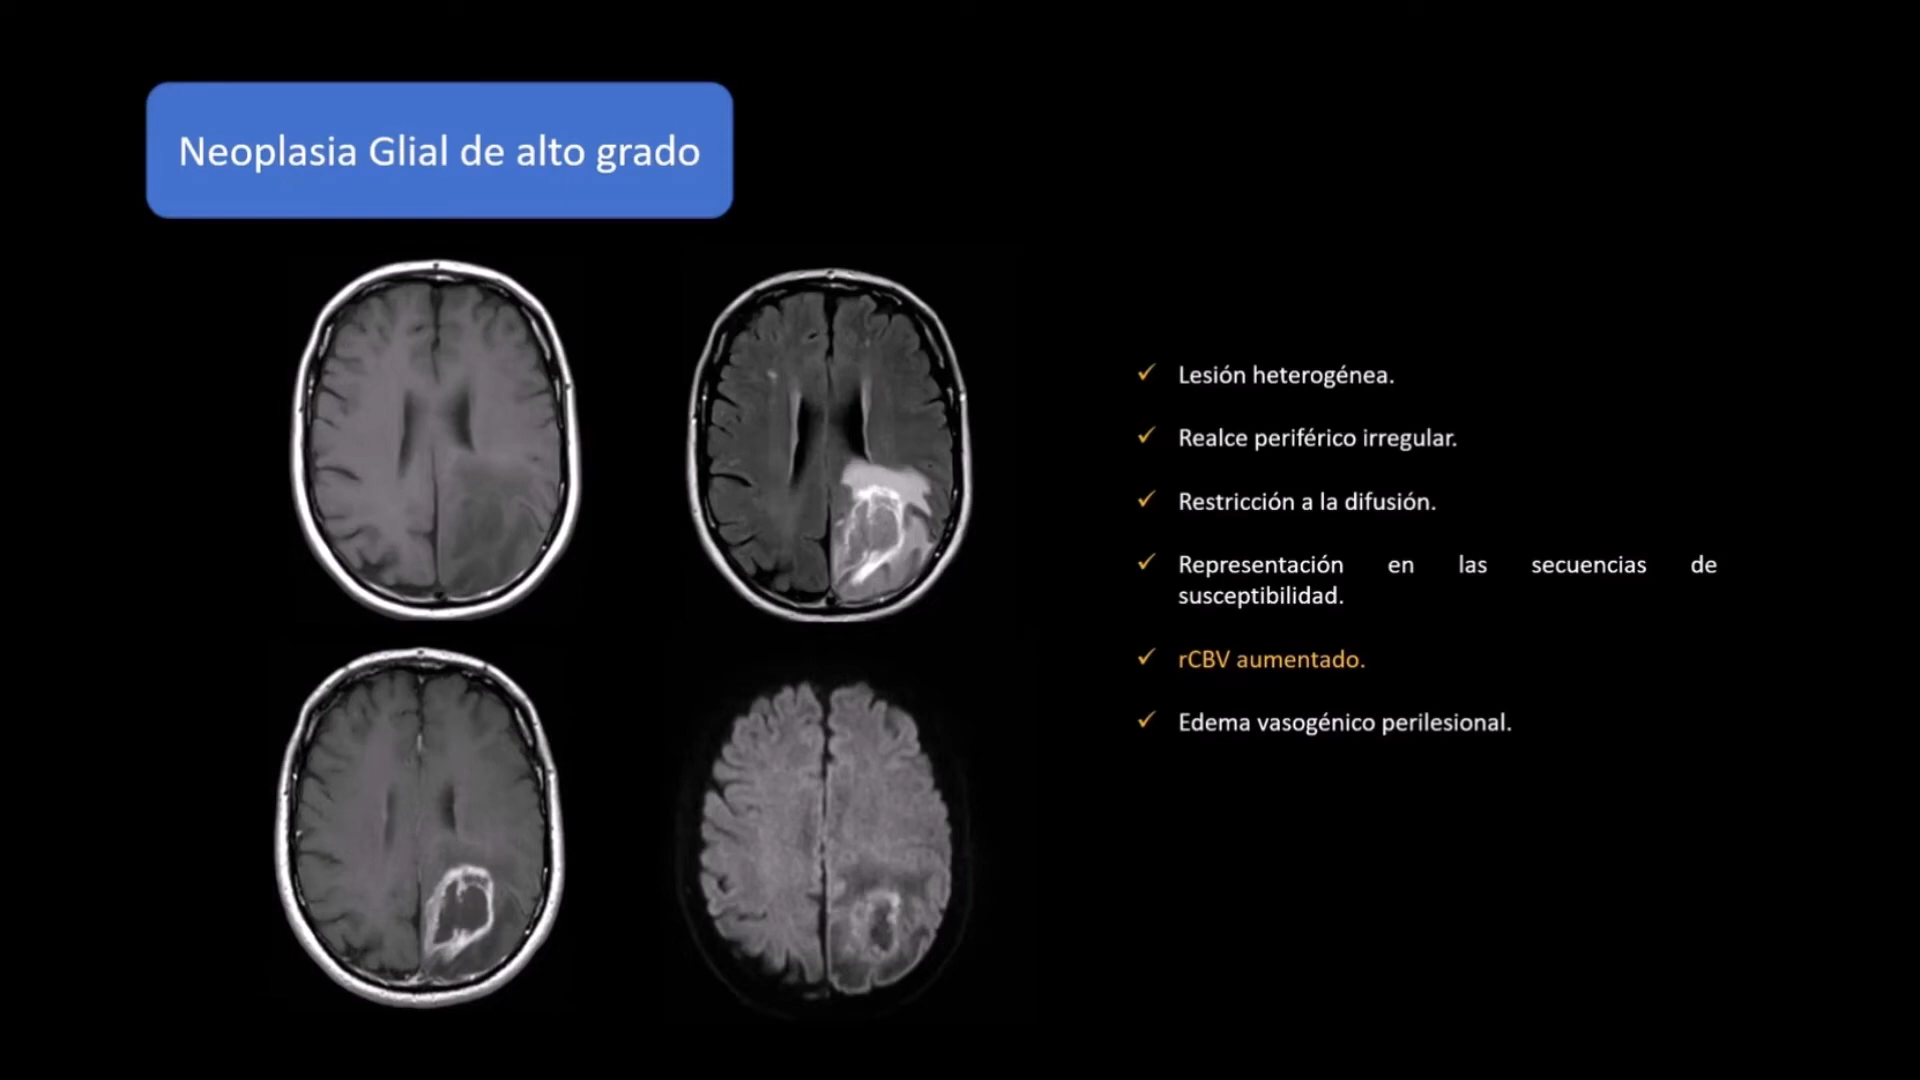 Neoplasia Glial de alto grado
Lesión heterogénea.
Realce periférico irregular.
Restricción a la difusión.
Representación en las secuencias de
susceptibilidad.
rCBV aumentado.
Edema vasogénico perilesional.